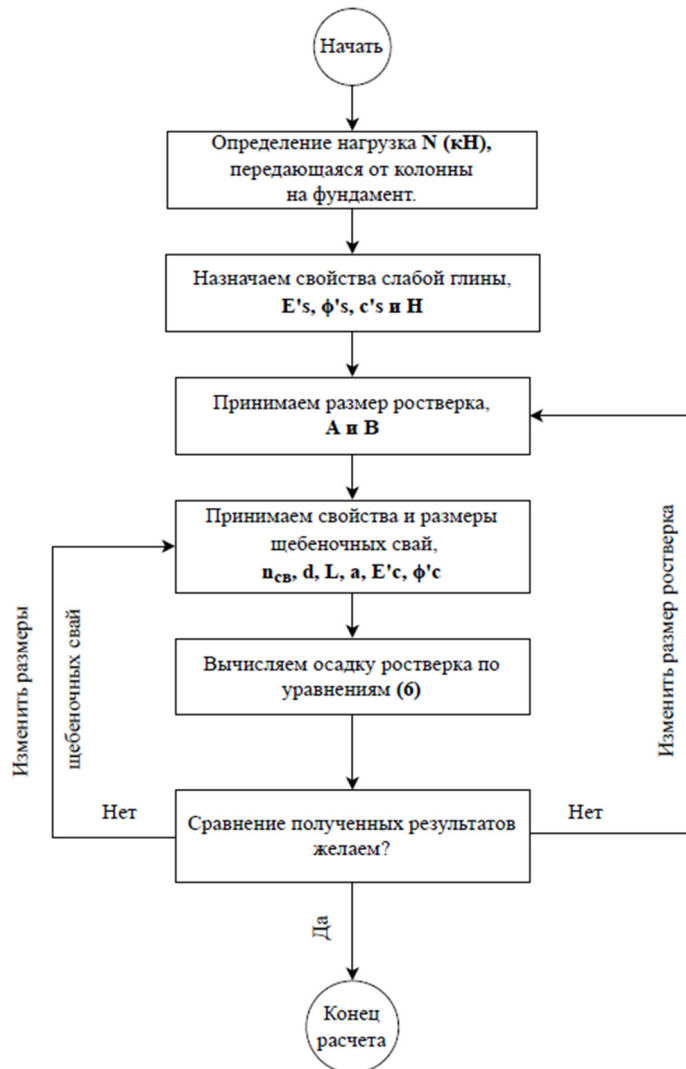 Начать
Определение нагрузка N (кН),
передающаяся от колонны
на фундамент.
Назначаем свойства слабой глины,
E's, ϕ's, c's и H
Принимаем размер ростверка,
A и B
Принимаем свойства и размеры
щебеночных свай,
nсв, d, L, a, E'c, ϕ'c
Вычисляем осадку ростверка по
уравнениям (6)
Сравнение полученных результатов
желаем?
Нет
Изменить размеры
щебеночных свай
Нет
Изменить размер ростверка
Да
Конец
расчета